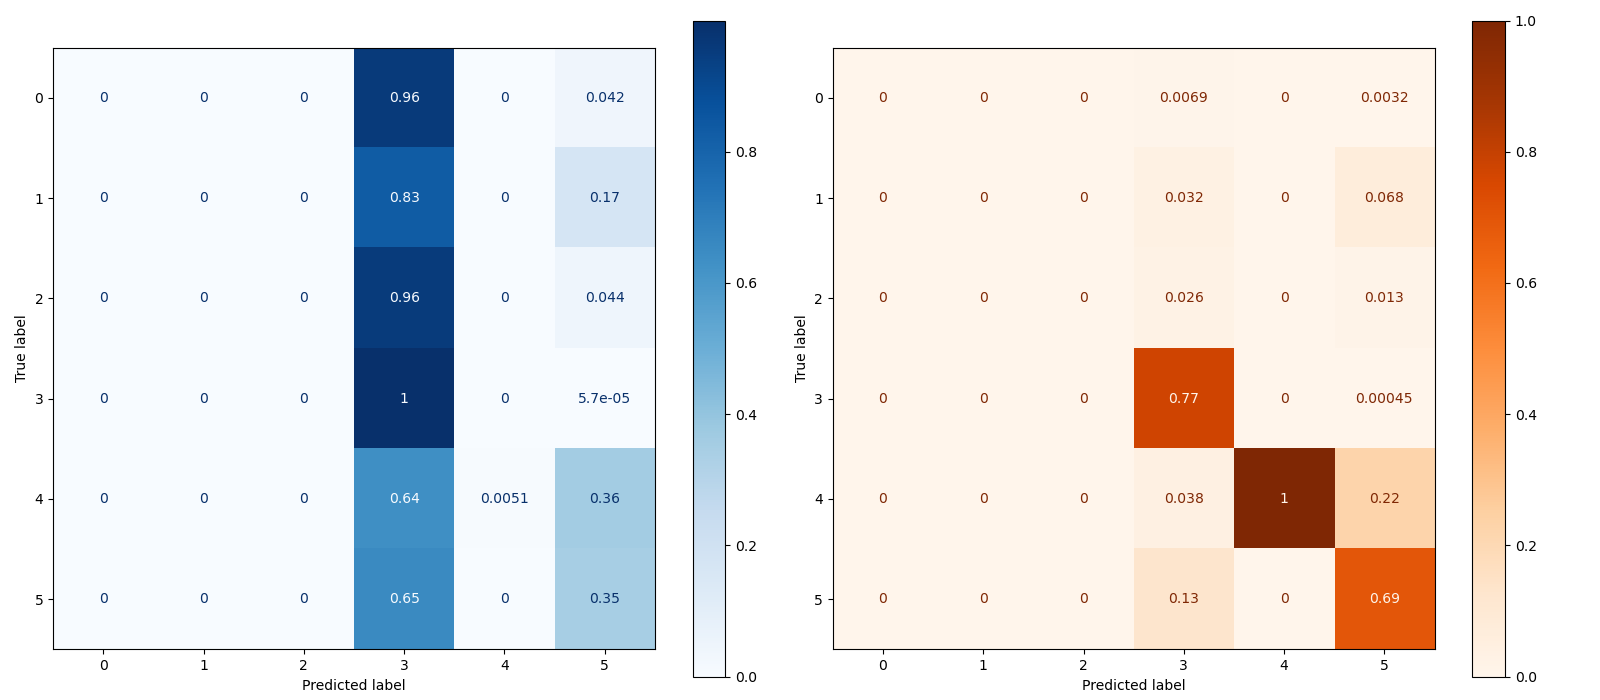 0 0 0 0 0.96 0 0.042
1 0 0 0 0.83 0 0.17
2 0 0 0 0.96 0 0.044
3 0 0 0 1 0 5.7e-05
4 0 0 0 0.64 0.0051 0.36
5 0 0 0 0.65 0 0.35
0 1 2 3 4 5
True label
Predicted label
0.8
0.6
0.4
0.2
0.0
0 0 0 0 0.0069 0 0.0032
1 0 0 0 0.032 0 0.068
2 0 0 0 0.026 0 0.013
3 0 0 0 0.77 0 0.00045
4 0 0 0 0.038 1 0.22
5 0 0 0 0.13 0 0.69
0 1 2 3 4 5
True label
Predicted label
1.0
0.8
0.6
0.4
0.2
0.0